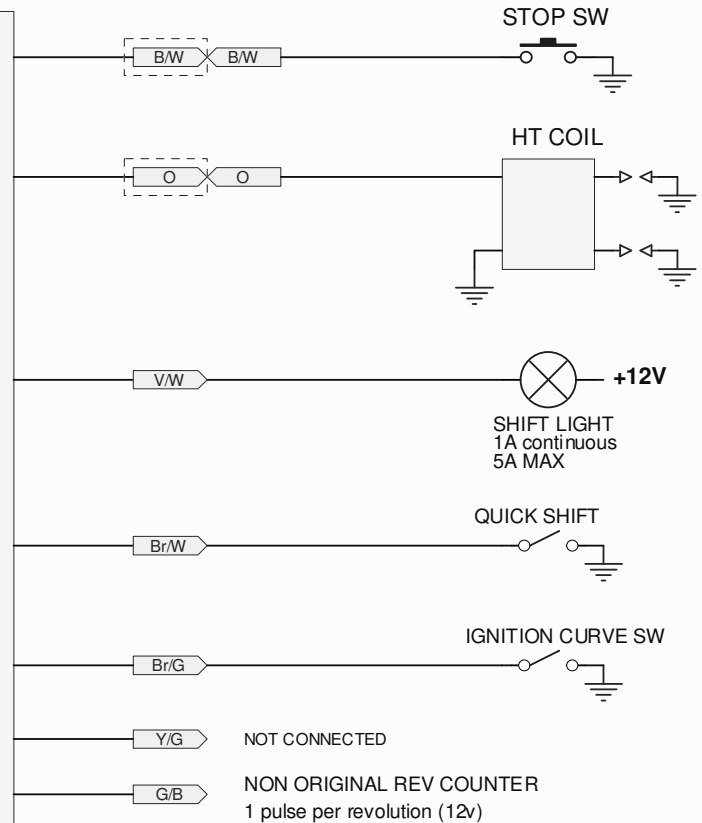 STOP SW
B/W B/W
HT COIL
O O
V/W
+12V
SHIFT LIGHT
1A continuous
5A MAX
QUICK SHIFT
Br/W
IGNITION CURVE SW
Br/G
Y/G NOT CONNECTED
G/B NON ORIGINAL REV COUNTER
1 pulse per revolution (12v)